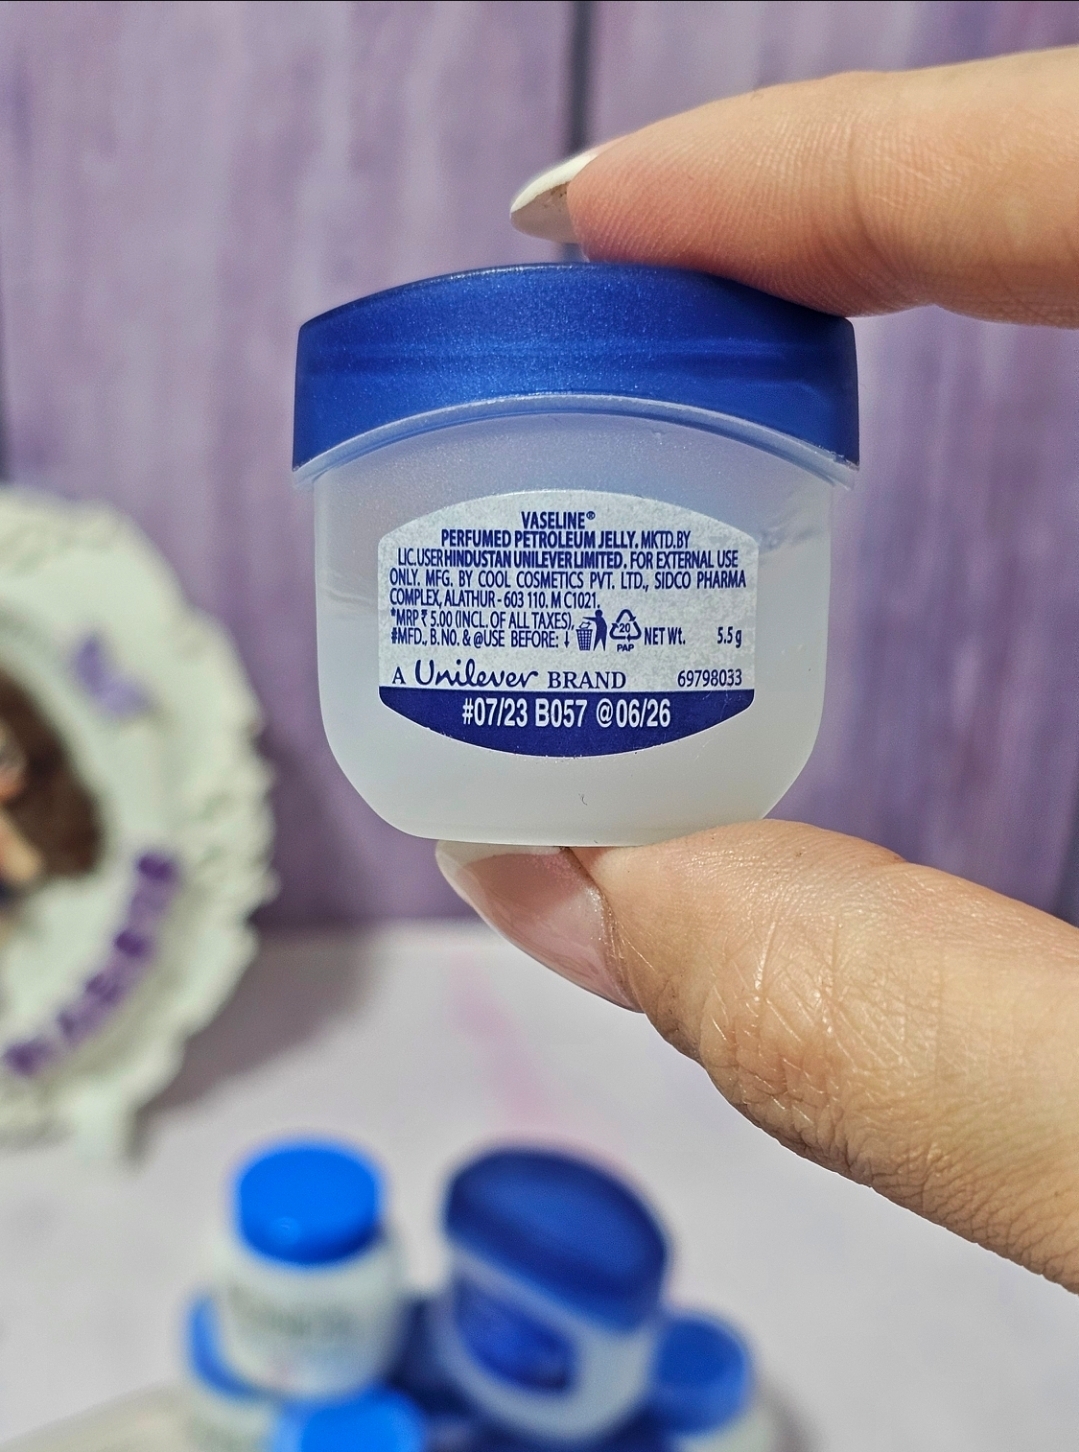 VASELINE®
PERFUMED PETROLEUM JELLY. MKTD.BY
LIC.USER HINDUSTAN UNILEVER LIMITED. FOR EXTERNAL USE
ONLY. MFG. BY COOL COSMETICS PVT. LTD., SIDCO PHARMA
COMPLEX, ALATHUR - 603 110. M C1021.
*MRP ₹ 5.00 (INCL. OF ALL TAXES),
#MFD., B.NO. & @USE BEFORE: ↓ 20 PAP NET Wt. 5.5 g
A Unilever BRAND 69798033
#07/23 B057 @06/26